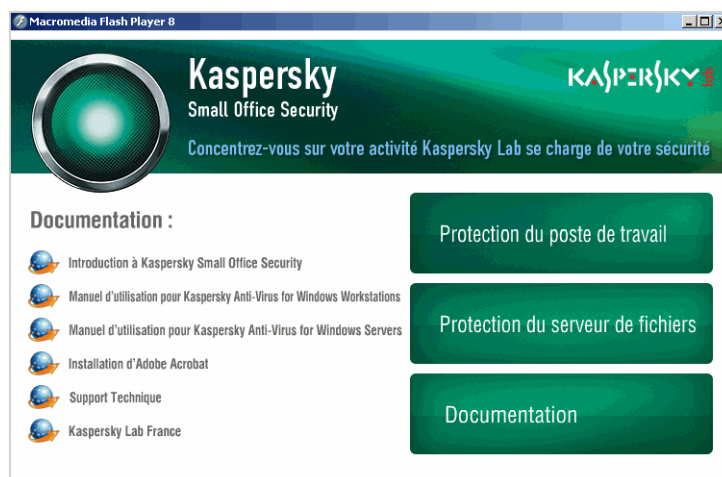 Macromedia Flash Player 8
Kaspersky
Small Office Security
KASPERSKY lab
Concentrez-vous sur votre activité Kaspersky Lab se charge de votre sécurité
Documentation :
Introduction à Kaspersky Small Office Security
Manuel d'utilisation pour Kaspersky Anti-Virus for Windows Workstations
Manuel d'utilisation pour Kaspersky Anti-Virus for Windows Servers
Installation d'Adobe Acrobat
Support Technique
Kaspersky Lab France
Protection du poste de travail
Protection du serveur de fichiers
Documentation